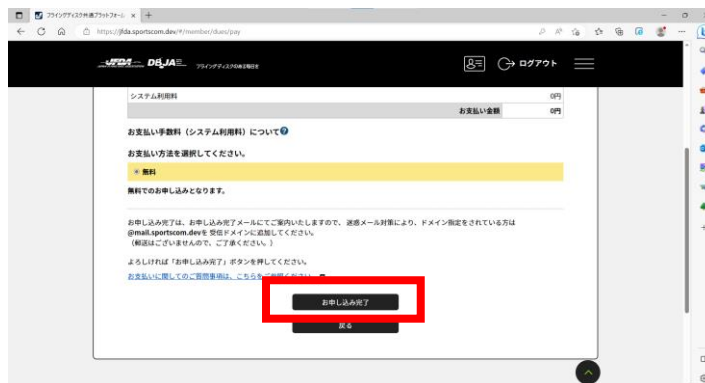 フライングディスク共通プラットフォーム
https://jfda.sportscom.dev/#/member/dues/pay
JFDA DBJA ログアウト
システム利用料 0円
お支払い金額 0円
お支払い手数料（システム利用料）について
お支払い方法を選択してください。
無料
無料でのお申し込みとなります。
お申し込み完了は、お申し込み完了メールにてご案内いたしますので、 迷惑メール対策により、ドメイン指定をされている方は
@mail.sportscom.devを 受信ドメインに追加してください。
（郵送はございませんので、ご了承ください。）
よろしければ「お申し込み完了」ボタンを押してください。
お支払いに関してのご質問事項は、こちらをご参照ください。
お申し込み完了
戻る